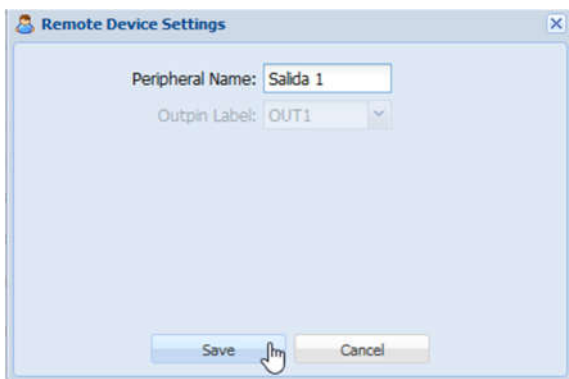 Remote Device Settings
Peripheral Name: Salida 1
Outpin Label: OUT1
Save Cancel